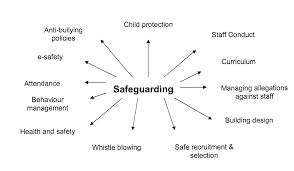 Child protection
Anti-bullying
policies
Staff Conduct
e-safety
Curriculum
Attendance
Safeguarding
Managing allegations
against staff
Behaviour
management
Building design
Health and safety
Whistle blowing
Safe recruitment &
selection